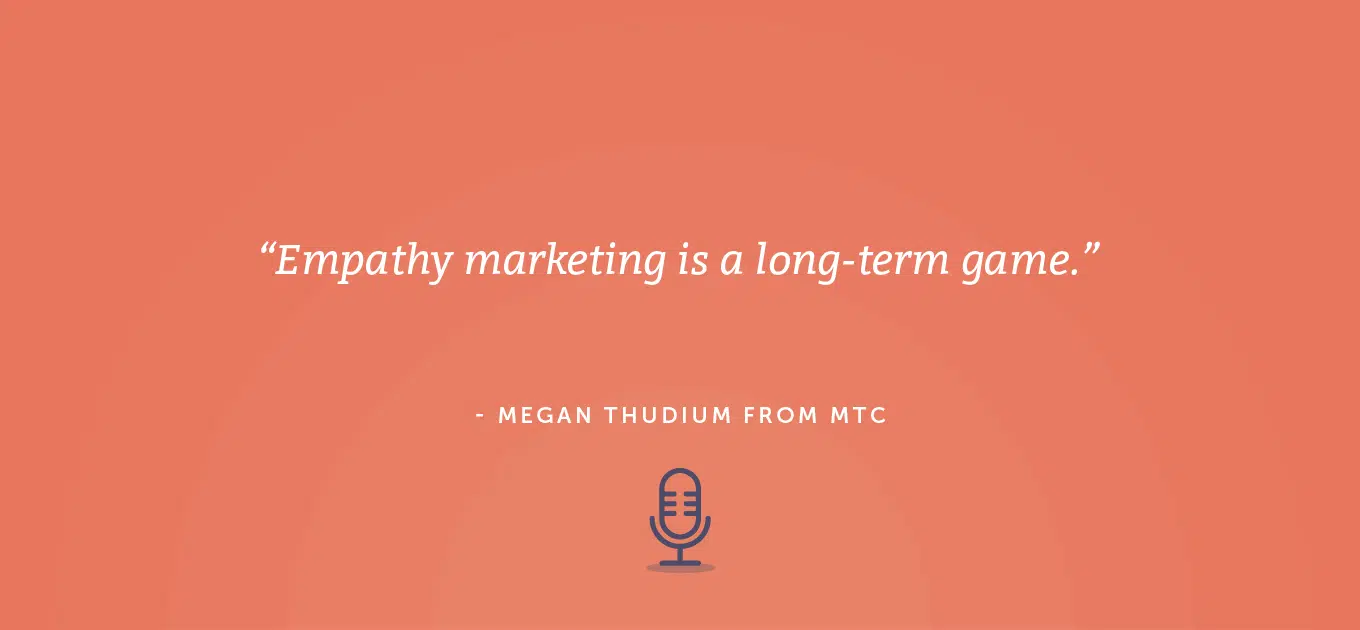 “Empathy marketing is a long-term game.”
- MEGAN THUDIUM FROM MTC